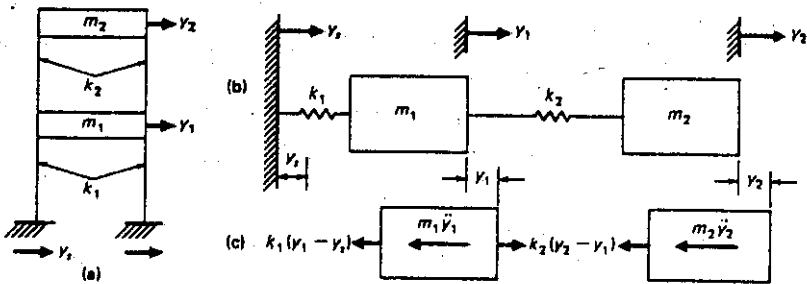 m₂
y₂
k₂
m₁
y₁
k₁
yₛ
(a)
yₛ
y₁
y₂
(b)
k₁
m₁
k₂
m₂
yₛ
y₁
y₂
(c) k₁(y₁ − yₛ)
m₁ÿ₁
k₂(y₂ − y₁)
m₂ÿ₂